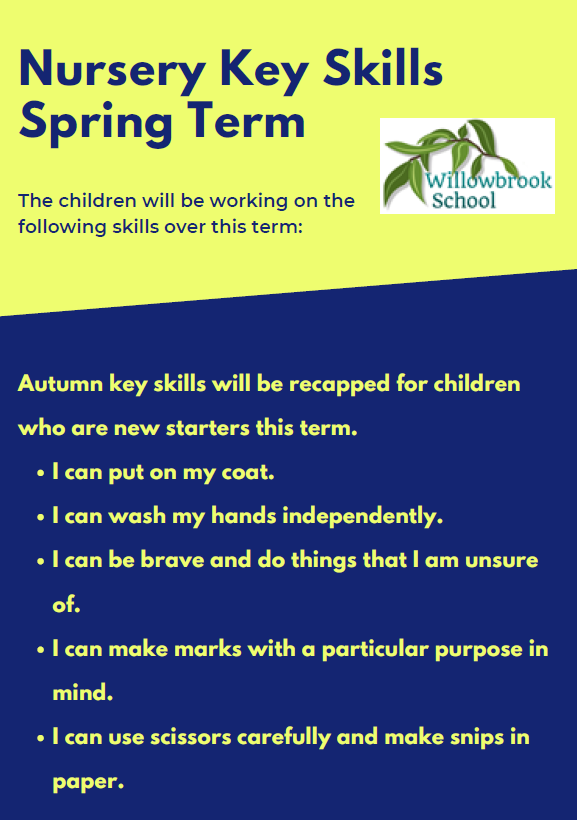 Nursery Key Skills
Spring Term
Willowbrook
School
The children will be working on the
following skills over this term:
Autumn key skills will be recapped for children
who are new starters this term.
• I can put on my coat.
• I can wash my hands independently.
• I can be brave and do things that I am unsure
of.
• I can make marks with a particular purpose in
mind.
• I can use scissors carefully and make snips in
paper.